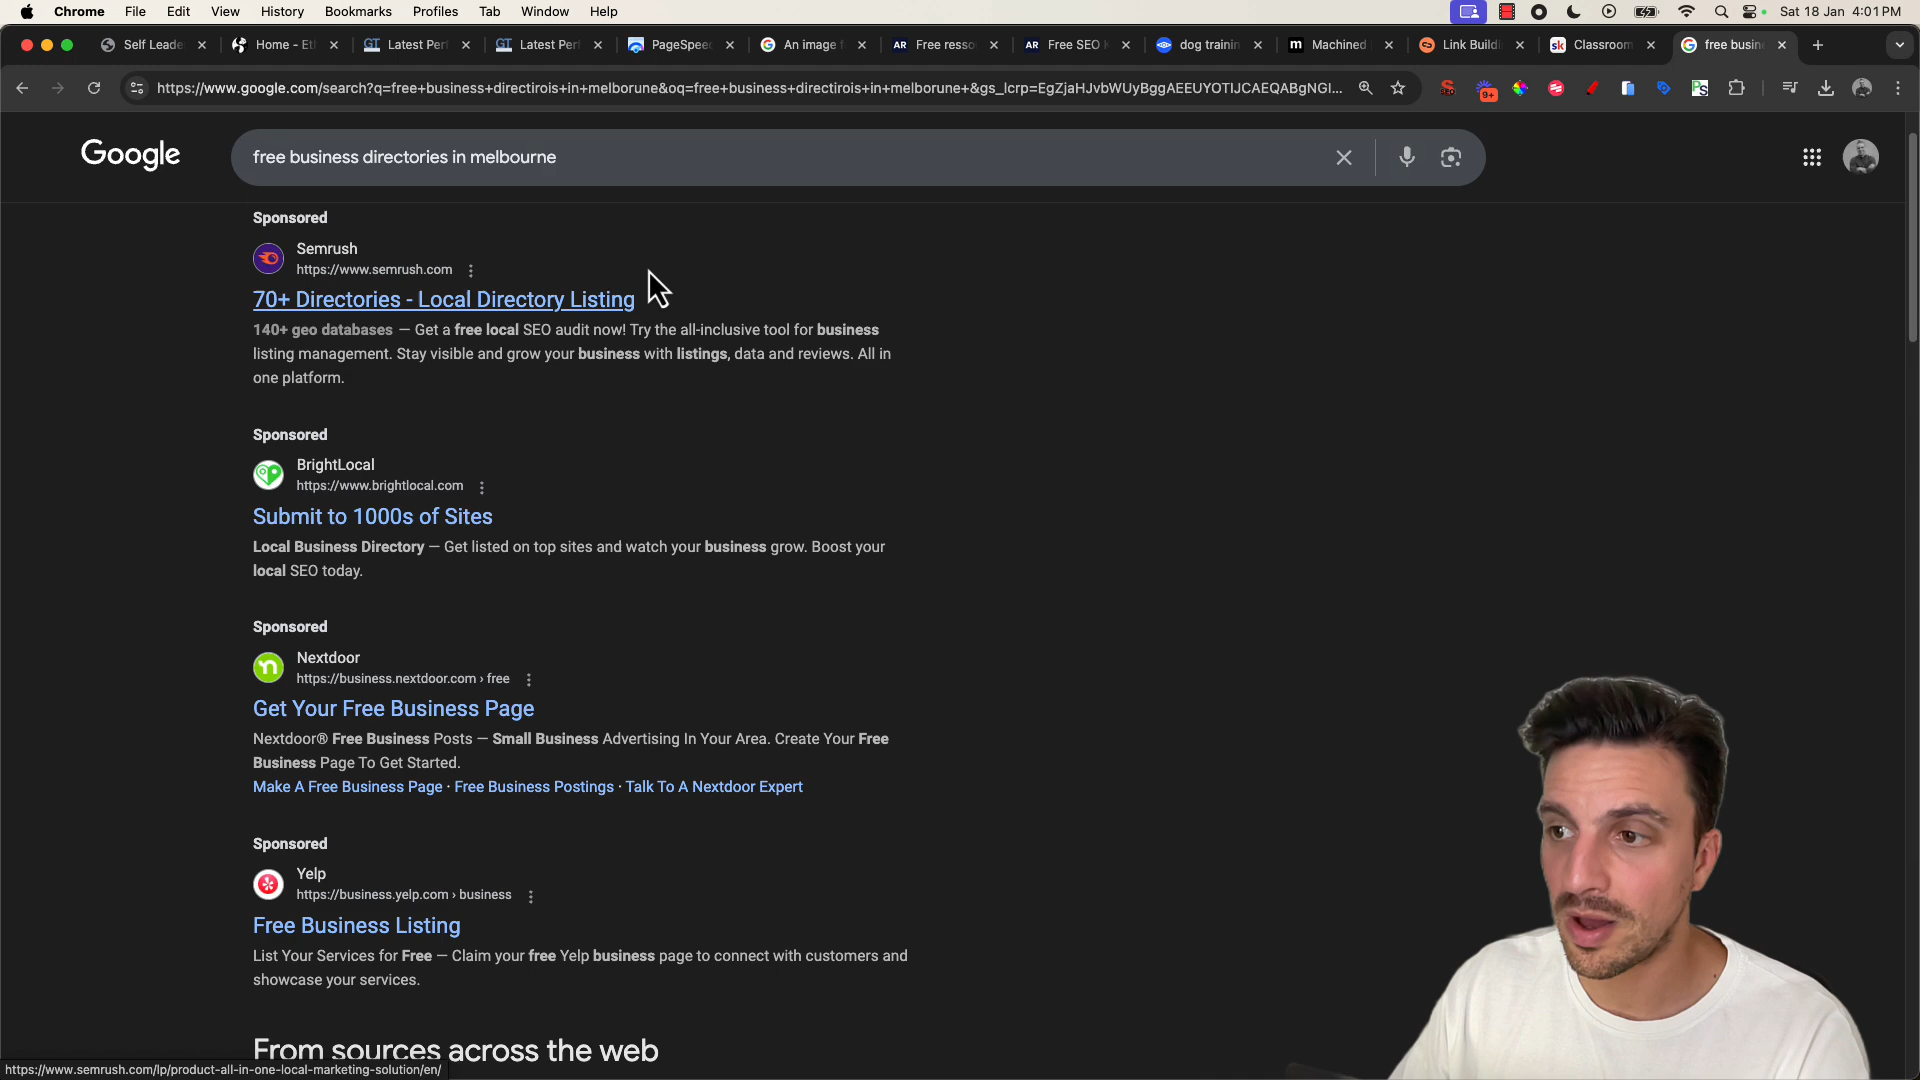 Chrome File Edit View History Bookmarks Profiles Tab Window Help Sat 18 Jan 4:01 PM
Self Leade Home - Et Latest Perf Latest Perf PageSpeed An image f Free resso Free SEO dog trainin Machined Link Buildi Classroom free busin
https://www.google.com/search?q=free+business+directirois+in+melborune&oq=free+business+directirois+in+melborune+&gs_lcrp=EgZjaHJvbWUyBggAEEUYOTIJCAEQABgNGI... 9+
Google free business directories in melbourne
Sponsored
Semrush
https://www.semrush.com
70+ Directories - Local Directory Listing
140+ geo databases — Get a free local SEO audit now! Try the all-inclusive tool for business
listing management. Stay visible and grow your business with listings, data and reviews. All in
one platform.
Sponsored
BrightLocal
https://www.brightlocal.com
Submit to 1000s of Sites
Local Business Directory — Get listed on top sites and watch your business grow. Boost your
local SEO today.
Sponsored
Nextdoor
https://business.nextdoor.com › free
Get Your Free Business Page
Nextdoor® Free Business Posts — Small Business Advertising In Your Area. Create Your Free
Business Page To Get Started.
Make A Free Business Page · Free Business Postings · Talk To A Nextdoor Expert
Sponsored
Yelp
https://business.yelp.com › business
Free Business Listing
List Your Services for Free — Claim your free Yelp business page to connect with customers and
showcase your services.
From sources across the web
https://www.semrush.com/lp/product-all-in-one-local-marketing-solution/en/